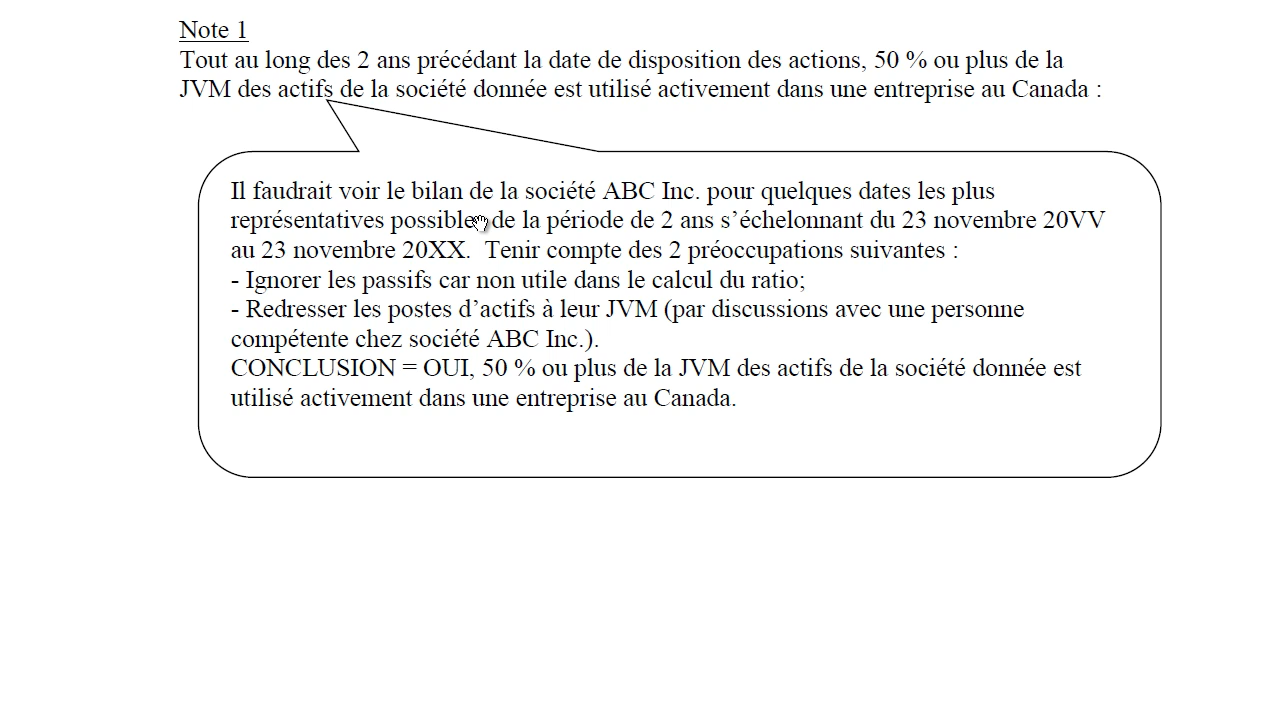 Note 1
Tout au long des 2 ans précédant la date de disposition des actions, 50 % ou plus de la
JVM des actifs de la société donnée est utilisé activement dans une entreprise au Canada :
Il faudrait voir le bilan de la société ABC Inc. pour quelques dates les plus
représentatives possibles de la période de 2 ans s’échelonnant du 23 novembre 20VV
au 23 novembre 20XX.  Tenir compte des 2 préoccupations suivantes :
- Ignorer les passifs car non utile dans le calcul du ratio;
- Redresser les postes d’actifs à leur JVM (par discussions avec une personne
compétente chez société ABC Inc.).
CONCLUSION = OUI, 50 % ou plus de la JVM des actifs de la société donnée est
utilisé activement dans une entreprise au Canada.